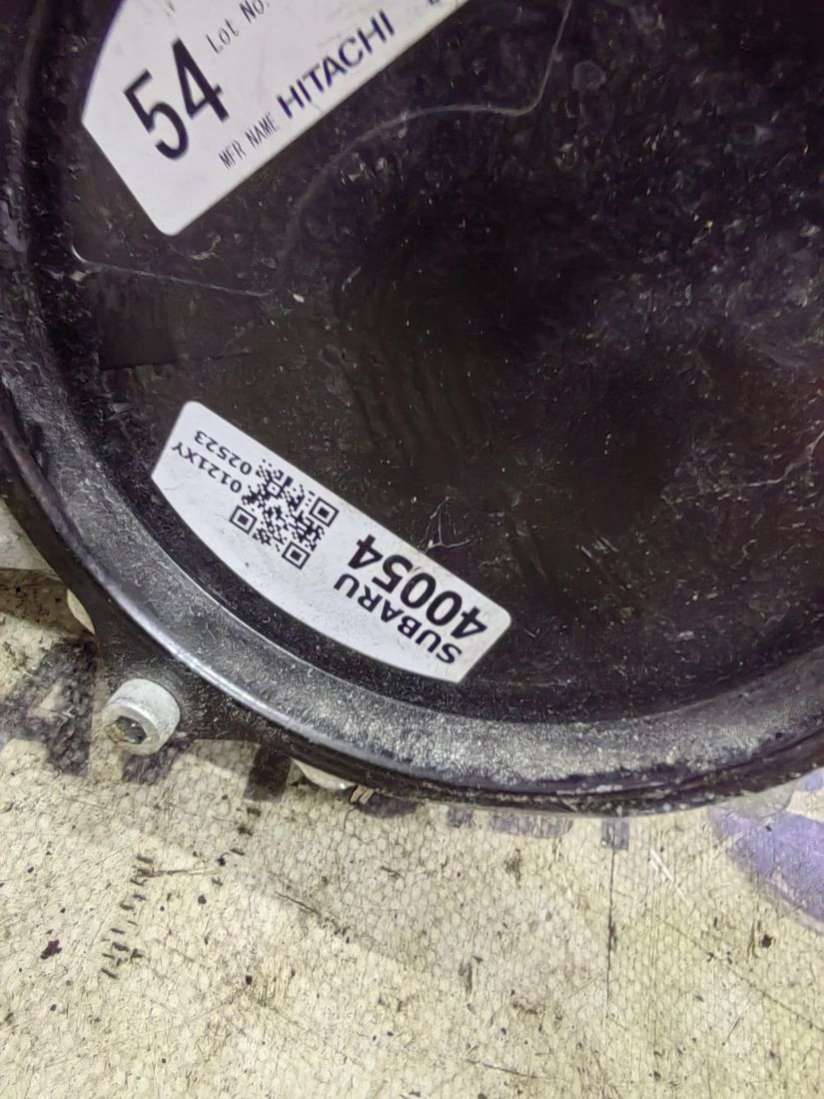 54
Lot No.
MFR NAME HITACHI
SUBARU
40054
0121XY
02523